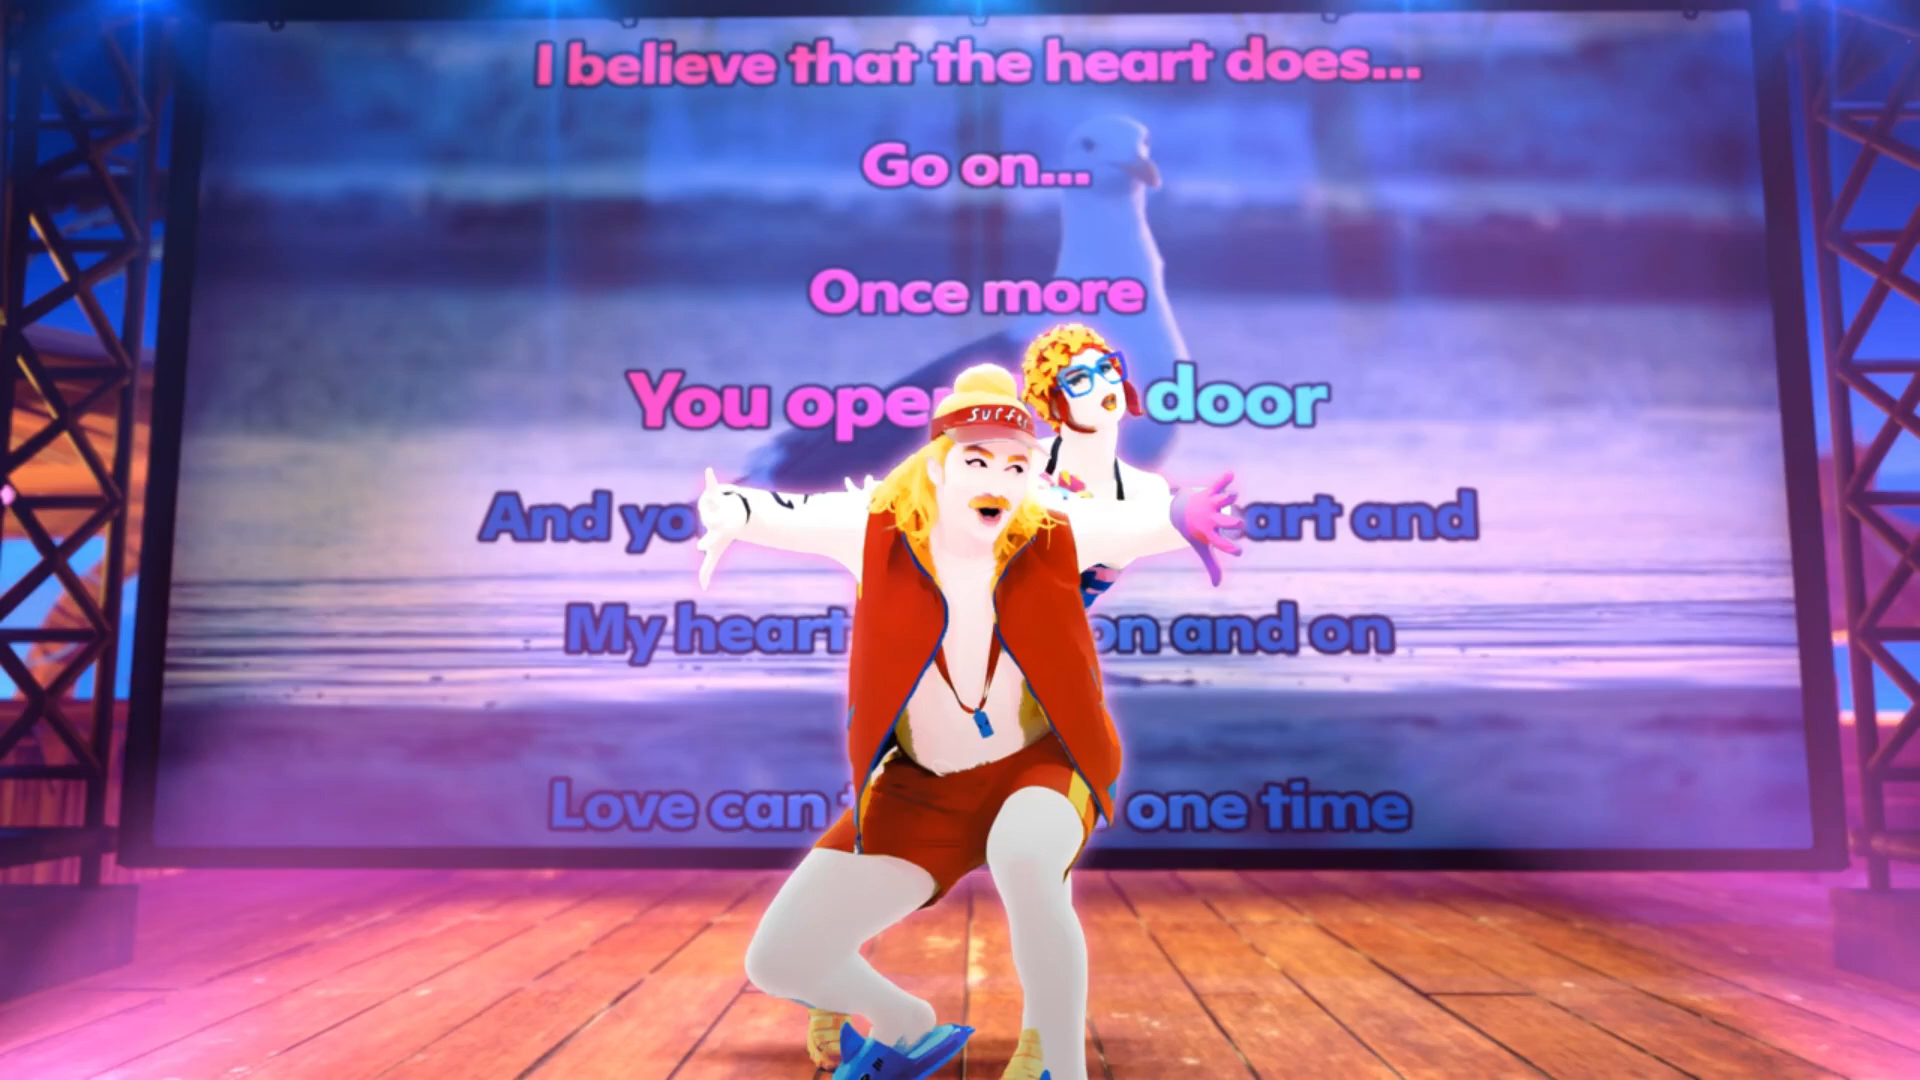 I believe that the heart does...
Go on...
Once more
You ope door
surfe
And yo art and
My heart on and on
Love can one time